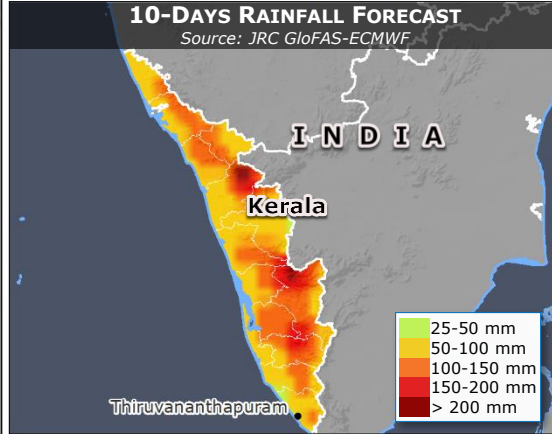 10-DAYS RAINFALL FORECAST
Source: JRC GloFAS-ECMWF
INDIA
Kerala
Thiruvananthapuram
25-50 mm
50-100 mm
100-150 mm
150-200 mm
> 200 mm